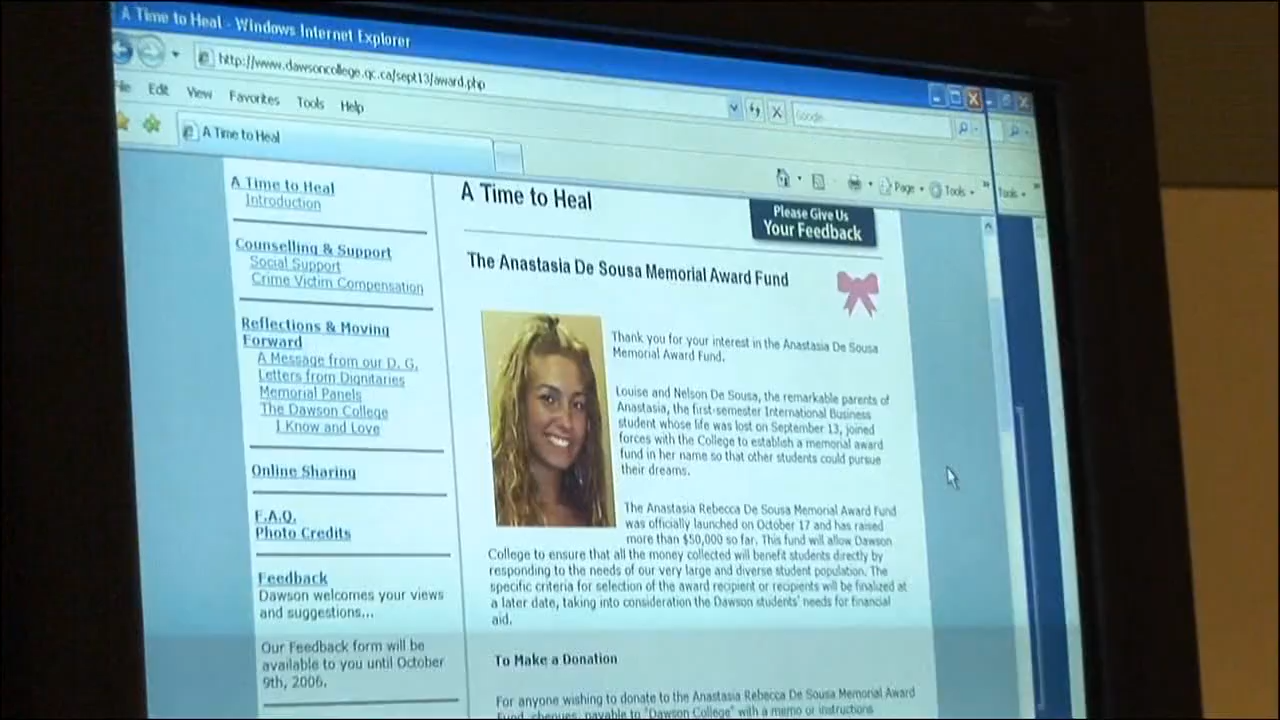 A Time to Heal - Windows Internet Explorer
http://www.dawsoncollege.qc.ca/sept13/award.php
Edit View Favorites Tools Help
Google
A Time to Heal
Page Tools
Tools
A Time to Heal
Introduction
Counselling & Support
Social Support
Crime Victim Compensation
Reflections & Moving
Forward
A Message from our D. G.
Letters from Dignitaries
Memorial Panels
The Dawson College
I Know and Love
Online Sharing
F.A.Q.
Photo Credits
Feedback
Dawson welcomes your views
and suggestions...
Our Feedback form will be
available to you until October
9th, 2006.
A Time to Heal
Please Give Us
Your Feedback
The Anastasia De Sousa Memorial Award Fund
Thank you for your interest in the Anastasia De Sousa
Memorial Award Fund.
Louise and Nelson De Sousa, the remarkable parents of
Anastasia, the first-semester International Business
student whose life was lost on September 13, joined
forces with the College to establish a memorial award
fund in her name so that other students could pursue
their dreams.
The Anastasia Rebecca De Sousa Memorial Award Fund
was officially launched on October 17 and has raised
more than $50,000 so far. This fund will allow Dawson
College to ensure that all the money collected will benefit students directly by
responding to the needs of our very large and diverse student population. The
specific criteria for selection of the award recipient or recipients will be finalized at
a later date, taking into consideration the Dawson students' needs for financial
aid.
To Make a Donation
For anyone wishing to donate to the Anastasia Rebecca De Sousa Memorial Award
Fund, cheques, payable to "Dawson College" with a memo or instructions